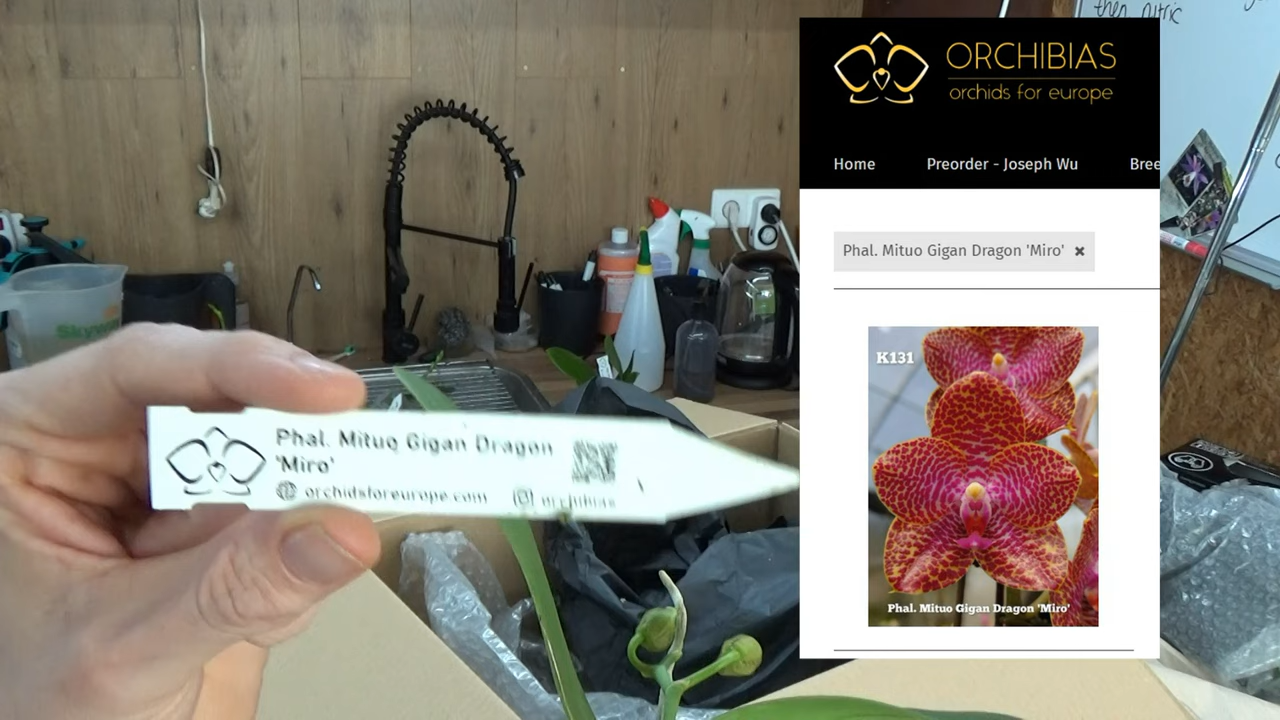 then nitric
ORCHIBIAS
orchids for europe
Home
Preorder - Joseph Wu
Bree
Phal. Mituo Gigan Dragon 'Miro' ×
K131
Phal. Mituo Gigan Dragon 'Miro'
Phal. Mituo Gigan Dragon
'Miro'
orchidsforeurope.com
orchibias